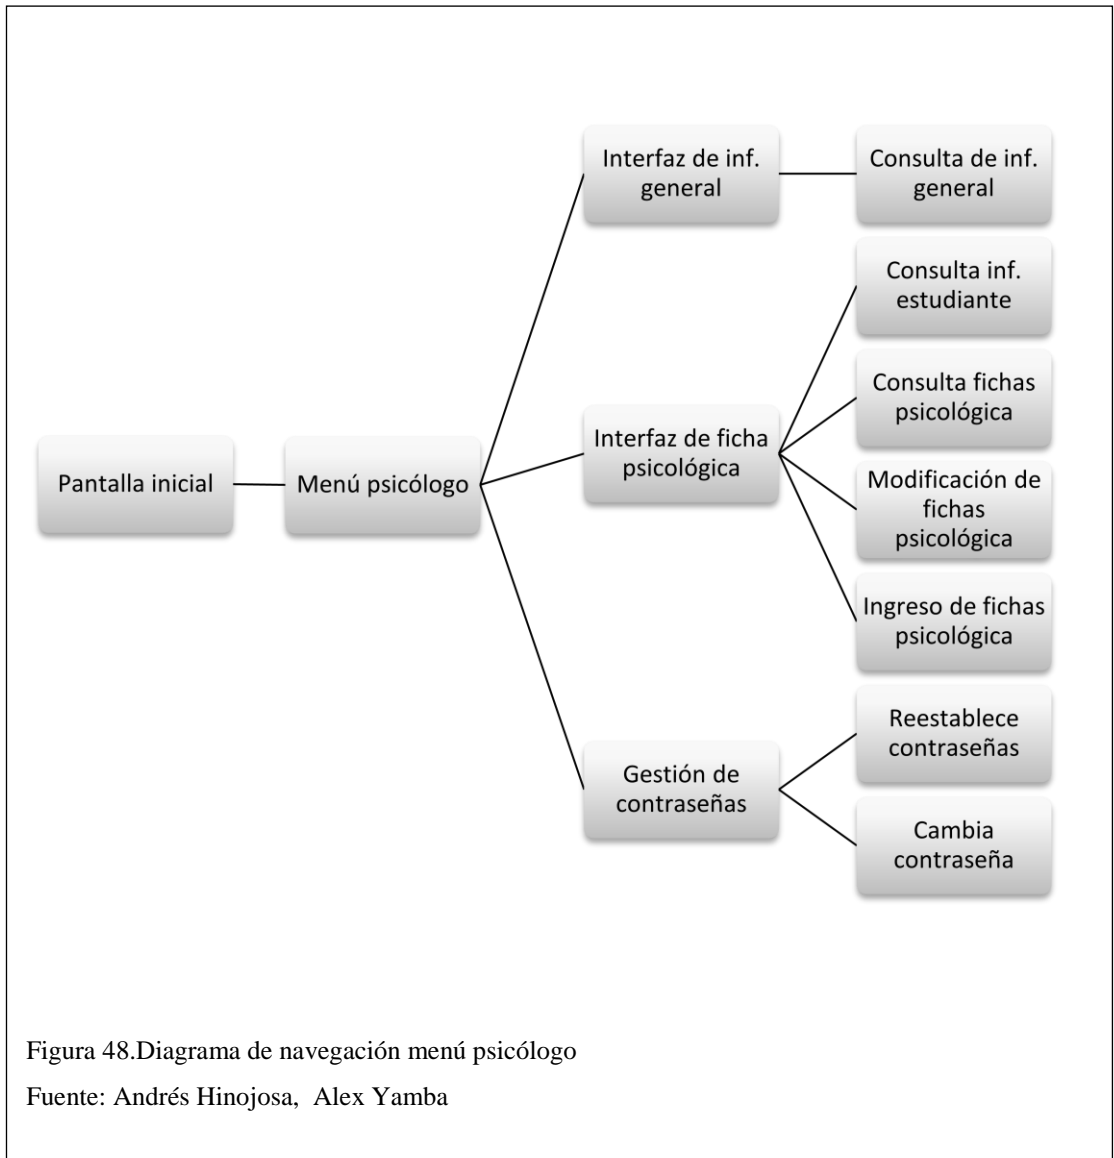 Interfaz de inf.
general
Consulta de inf.
general
Consulta inf.
estudiante
Consulta fichas
psicológica
Pantalla inicial
Menú psicólogo
Interfaz de ficha
psicológica
Modificación de
fichas
psicológica
Ingreso de fichas
psicológica
Gestión de
contraseñas
Reestablece
contraseñas
Cambia
contraseña
Figura 48.Diagrama de navegación menú psicólogo
Fuente: Andrés Hinojosa,  Alex Yamba